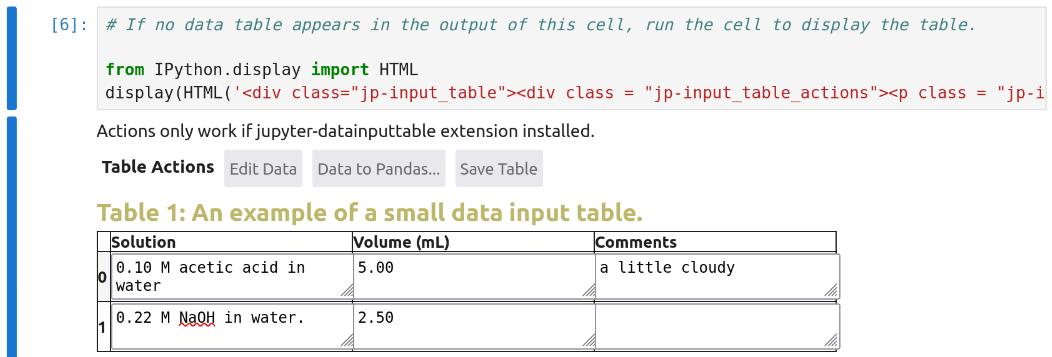 [6]: # If no data table appears in the output of this cell, run the cell to display the table.
from IPython.display import HTML
display(HTML('<div class="jp-input_table"><div class = "jp-input_table_actions"><p class = "jp-i
Actions only work if jupyter-datainputtable extension installed.
Table Actions Edit Data Data to Pandas... Save Table
Table 1: An example of a small data input table.
Solution Volume (mL) Comments
0 0.10 M acetic acid in water 5.00 a little cloudy
1 0.22 M NaOH in water. 2.50